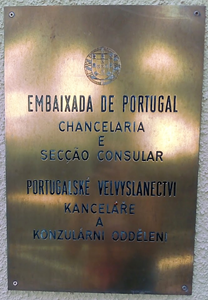 EMBAIXADA DE PORTUGAL
CHANCELARIA
E
SECÇÃO CONSULAR
PORTUGALSKÉ VELVYSLANECTVÍ
KANCELÁŘE
A
KONZULÁRNÍ ODDĚLENÍ